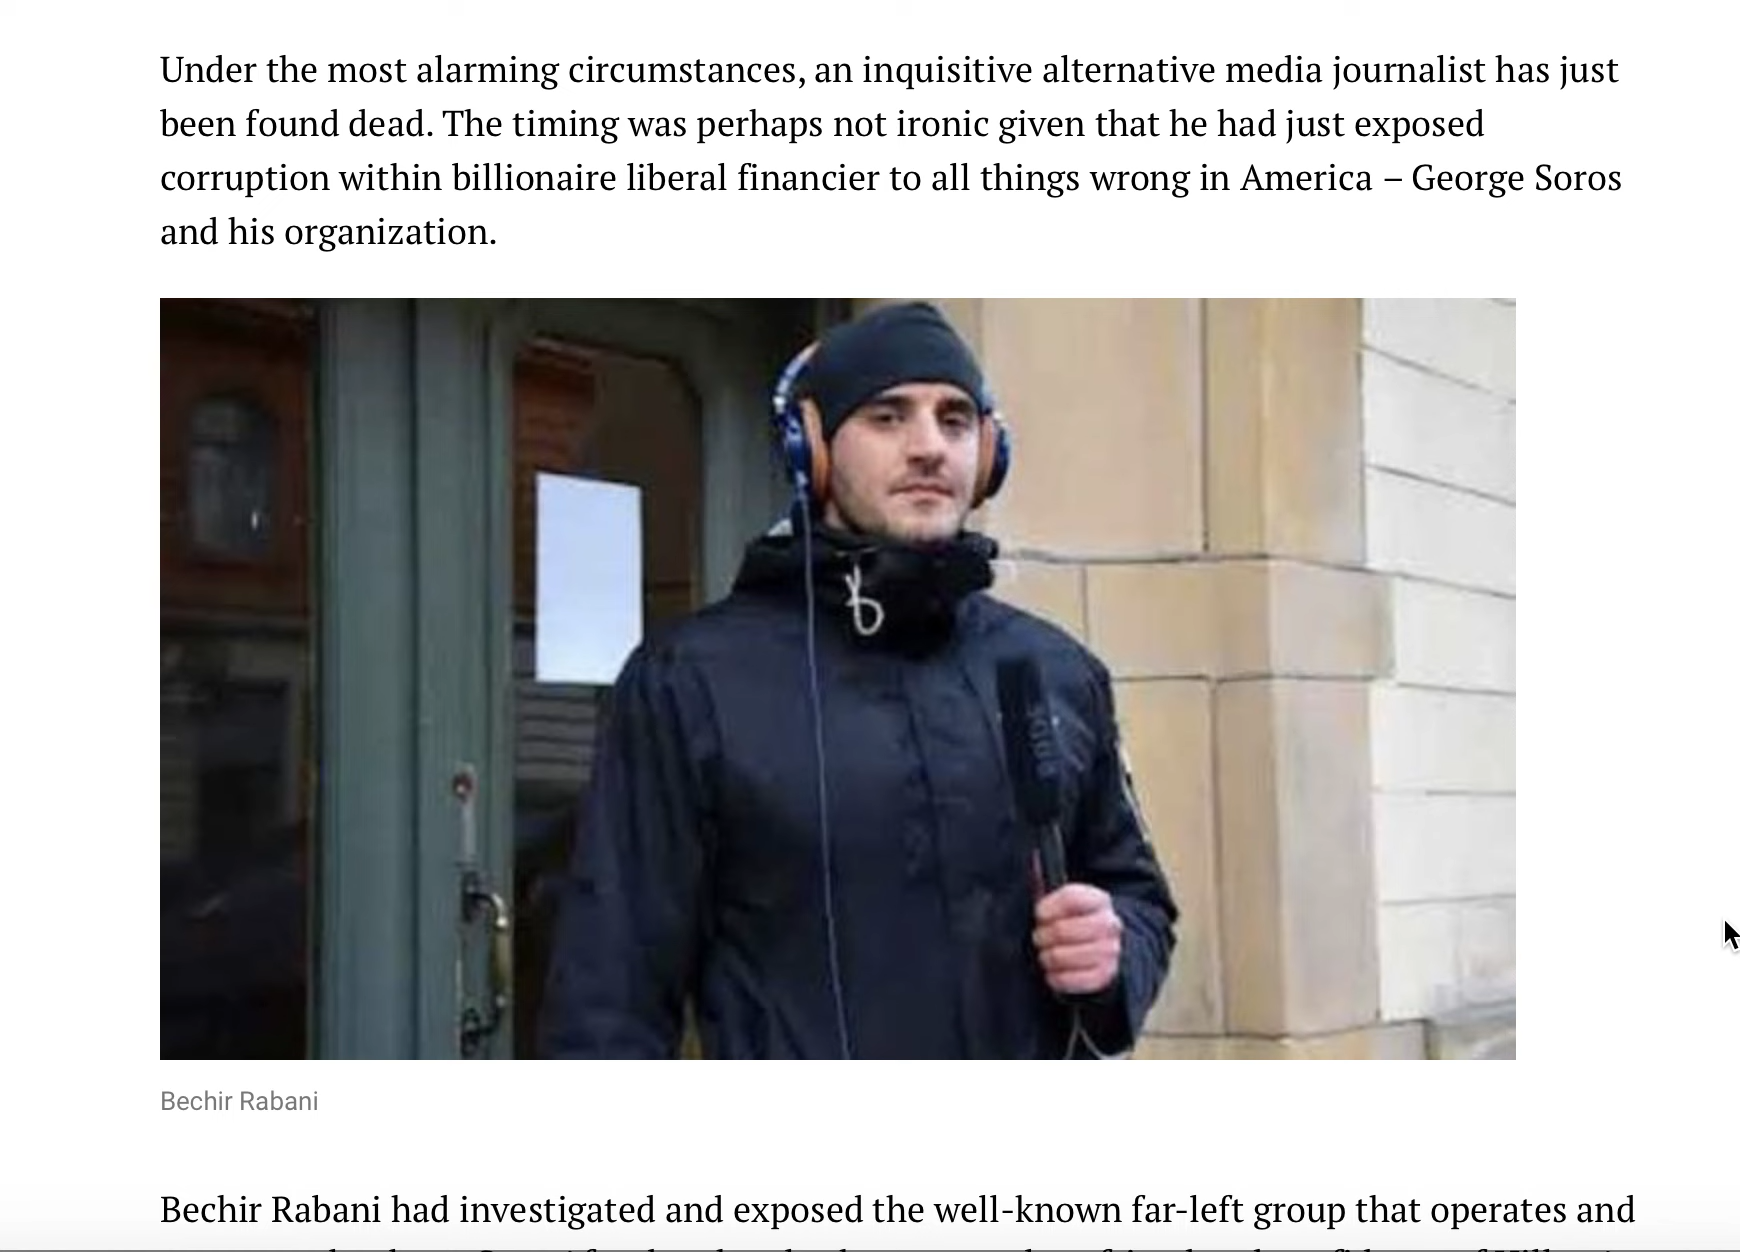 Under the most alarming circumstances, an inquisitive alternative media journalist has just
been found dead. The timing was perhaps not ironic given that he had just exposed
corruption within billionaire liberal financier to all things wrong in America – George Soros
and his organization.
Bechir Rabani
Bechir Rabani had investigated and exposed the well-known far-left group that operates and